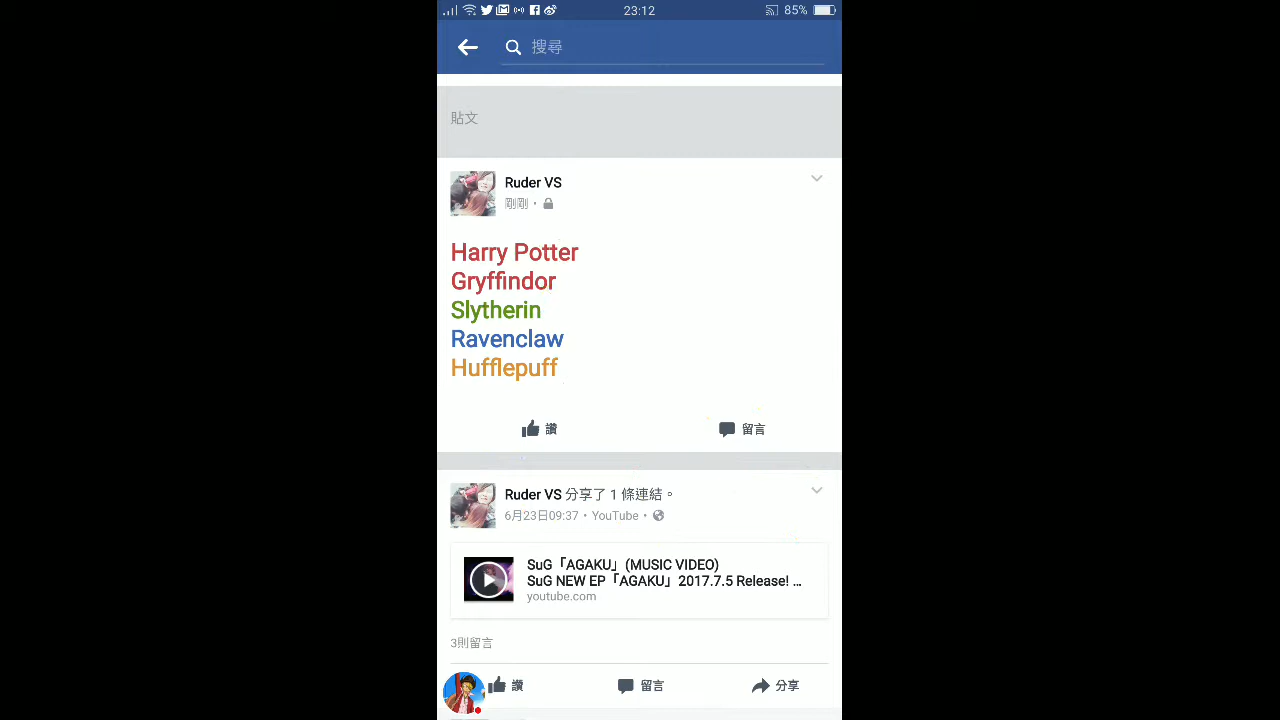 23:12
85%
搜尋
貼文
Ruder VS
剛剛 ·
Harry Potter
Gryffindor
Slytherin
Ravenclaw
Hufflepuff
讚
留言
Ruder VS 分享了 1 條連結。
6月23日09:37 · YouTube ·
SuG「AGAKU」(MUSIC VIDEO)
SuG NEW EP「AGAKU」2017.7.5 Release! ...
youtube.com
3則留言
讚
留言
分享